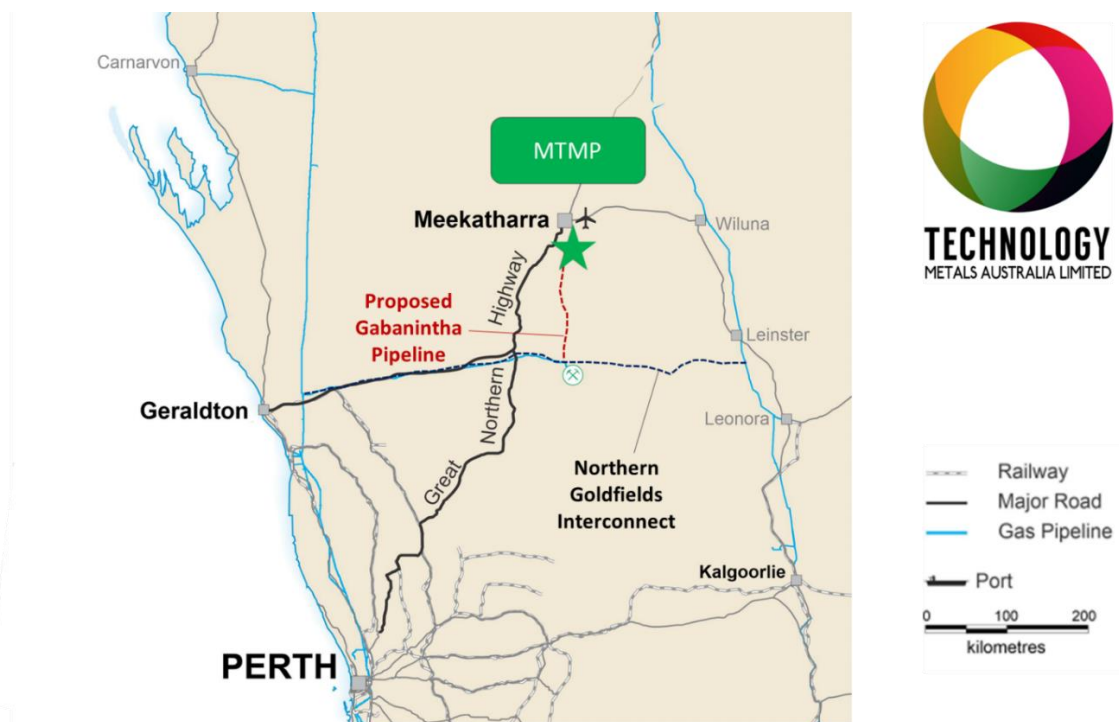 Carnarvon
MTMP
Meekatharra
Wiluna
Highway
Proposed
Gabanintha
Pipeline
Leinster
Geraldton
Northern
Leonora
Great
Northern
Goldfields
Interconnect
Kalgoorlie
PERTH
TECHNOLOGY
METALS AUSTRALIA LIMITED
Railway
Major Road
Gas Pipeline
Port
0 100 200
kilometres